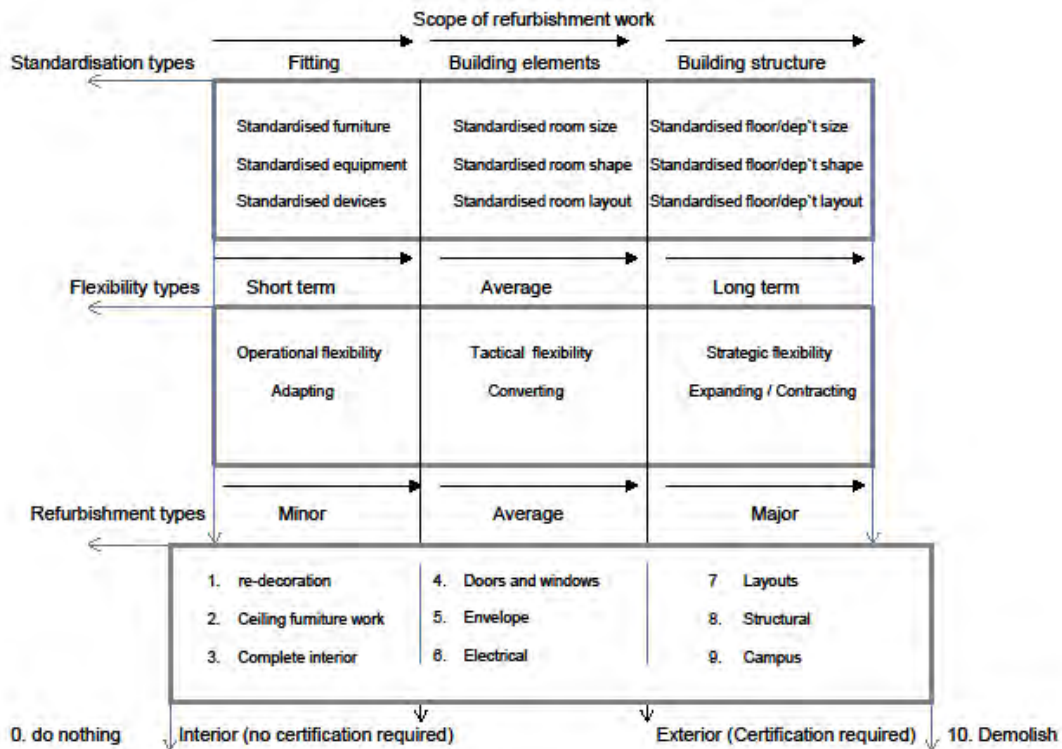 Scope of refurbishment work
Standardisation types Fitting Building elements Building structure
Standardised furniture Standardised room size Standardised floor/dep`t size
Standardised equipment Standardised room shape Standardised floor/dep`t shape
Standardised devices Standardised room layout Standardised floor/dep`t layout
Flexibility types Short term Average Long term
Operational flexibility Tactical flexibility Strategic flexibility
Adapting Converting Expanding / Contracting
Refurbishment types Minor Average Major
1. re-decoration 4. Doors and windows 7 Layouts
2. Ceiling furniture work 5. Envelope 8. Structural
3. Complete interior 6. Electrical 9. Campus
0. do nothing Interior (no certification required) Exterior (Certification required) 10. Demolish